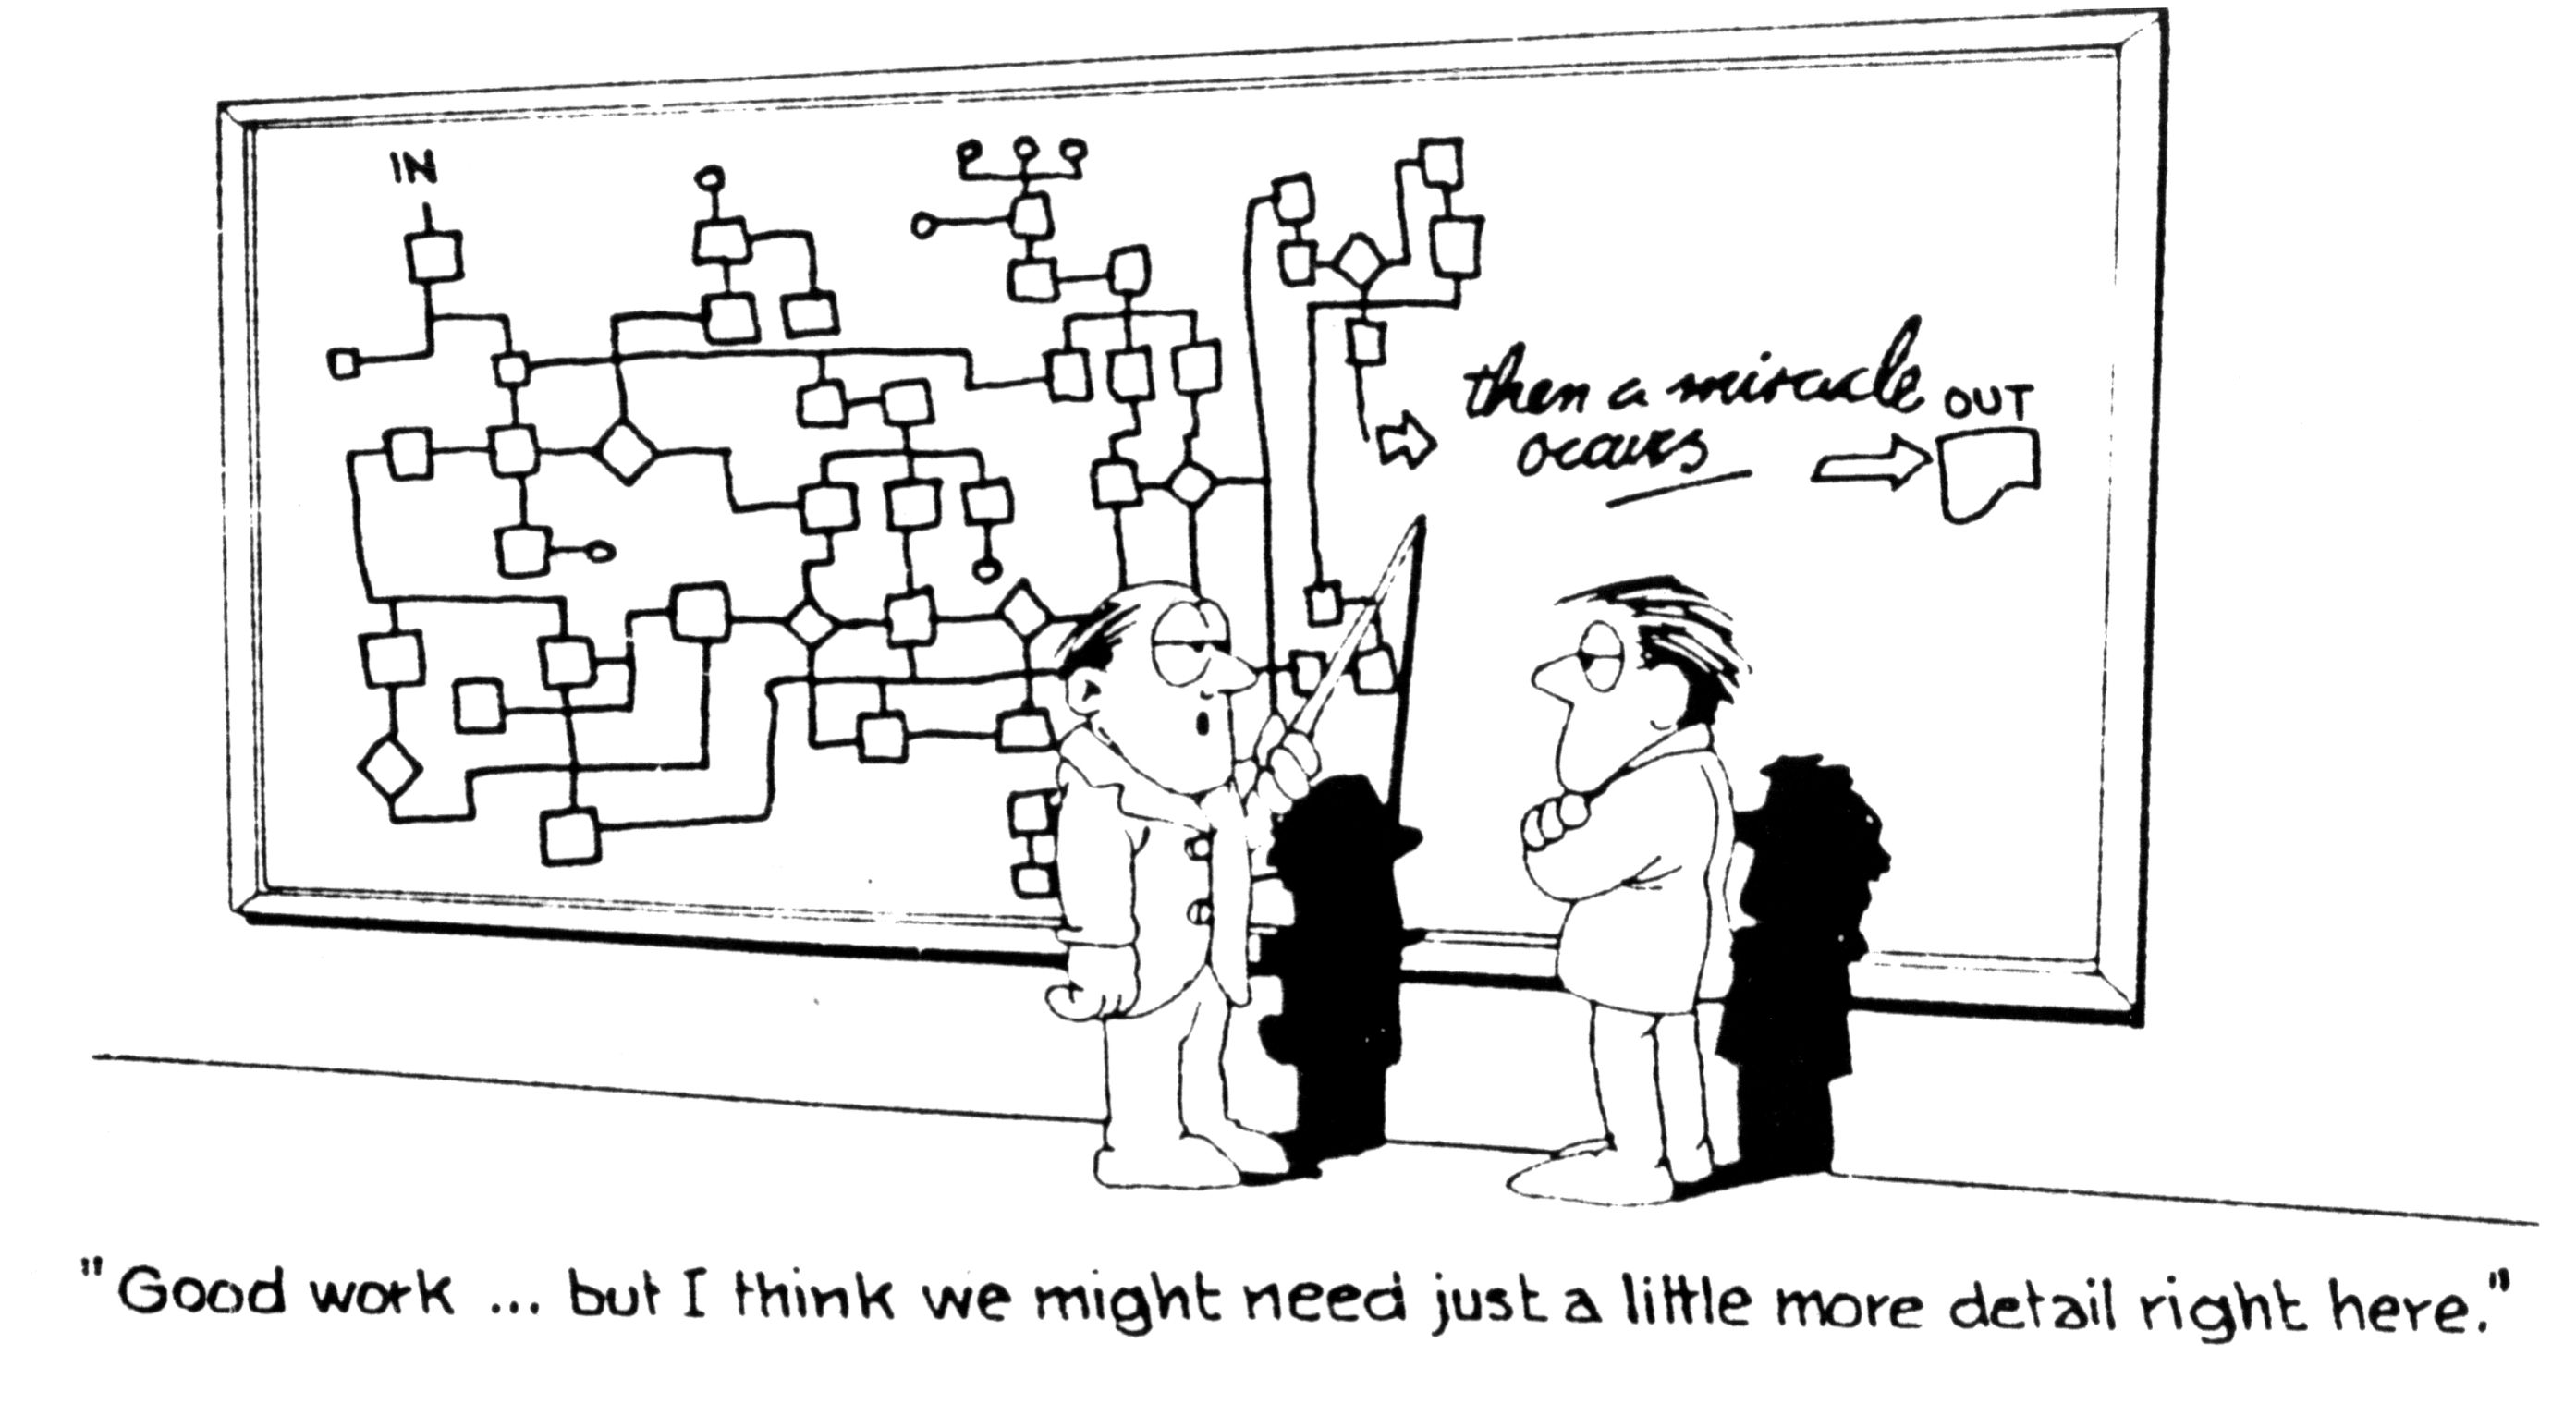 IN
then a miracle
occurs
OUT
"Good work ... but I think we might need just a little more detail right here."